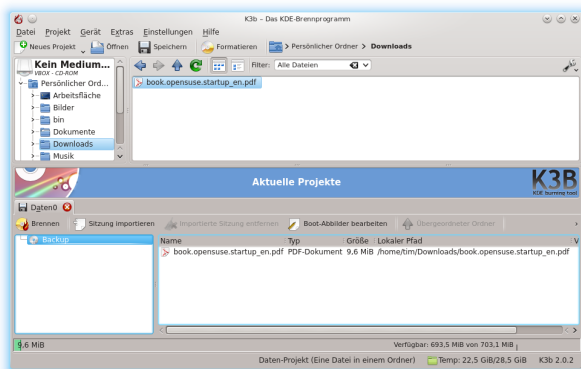 K3b – Das KDE-Brennprogramm
Datei Projekt Gerät Extras Einstellungen Hilfe
Neues Projekt Öffnen Speichern Formatieren Persönlicher Ordner Downloads
Kein Medium...
VBOX - CD-ROM
Filter: Alle Dateien
Persönlicher Ord...
Arbeitsfläche
Bilder
bin
Dokumente
Downloads
Musik
book.opensuse.startup_en.pdf
Aktuelle Projekte
K3B
KDE burning tool
Daten0
Brennen Sitzung importieren Importierte Sitzung entfernen Boot-Abbilder bearbeiten Übergeordneter Ordner
Backup
Name Typ Größe Lokaler Pfad V
book.opensuse.startup_en.pdf PDF-Dokument 9,6 MiB /home/tim/Downloads/book.opensuse.startup_en.pdf
9,6 MiB Verfügbar: 693,5 MiB von 703,1 MiB
Daten-Projekt (Eine Datei in einem Ordner) Temp: 22,5 GiB/28,5 GiB K3b 2.0.2